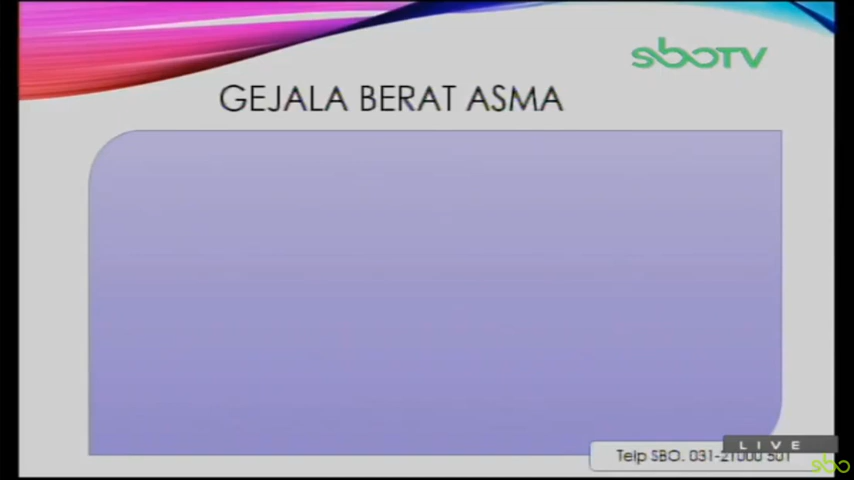 sboTV
GEJALA BERAT ASMA
LIVE
Telp SBO. 031-21000 501
sbo